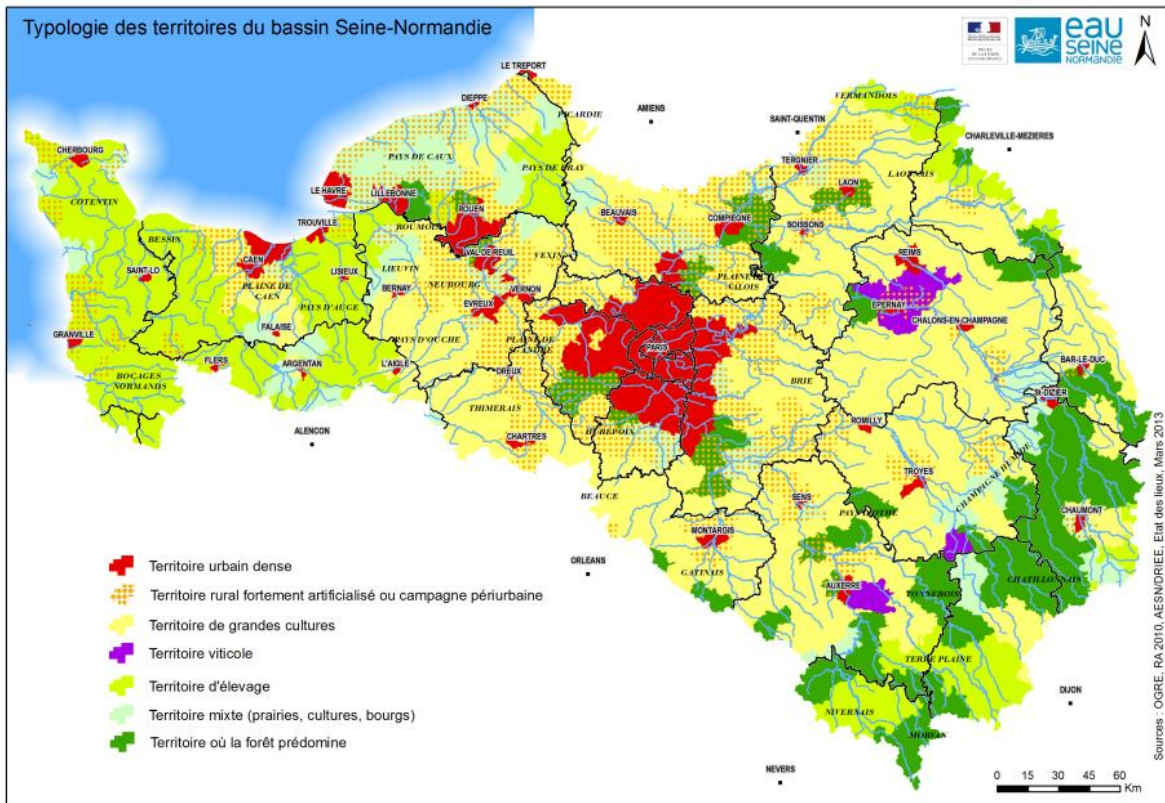 Typologie des territoires du bassin Seine-Normandie
eau
SEINE
NORMANDIE
N
LE TREPORT
DIEPPE
PICARDIE
AMIENS
VERMANDOIS
SAINT-QUENTIN
CHARLEVILLE-MEZIERES
CHERBOURG
PAYS DE CAUX
PAYS DE BRAY
TERGNIER
LAONNAIS
LAON
COTENTIN
LE HAVRE
LILLEBONNE
ROUEN
BEAUVAIS
COMPIEGNE
SOISSONS
TROUVILLE
ROUMOIS
BESSIN
CAEN
VAL DE REUIL
VEXIN
REIMS
SAINT-LO
PLAINE DE
CAEN
LISIEUX
LIEUVIN
BERNAY
NEUBOURG
VERNON
PAYS D'AUGE
EVREUX
EPERNAY
CHALONS-EN-CHAMPAGNE
GRANVILLE
FALAISE
PAYS D'OUCHE
PARIS
BAR-LE-DUC
FLERS
ARGENTAN
L'AIGLE
DREUX
BRIE
ST-DIZIER
BOCAGES
NORMANDS
THIMERAIS
HUREPOIX
ROMILLY
ALENCON
CHARTRES
TROYES
CHAMPAGNE HUMIDE
BEAUCE
SENS
PAYS D'OTHE
CHAUMONT
MONTARGIS
ORLEANS
GATINAIS
AUXERRE
TONNEROIS
CHATILLONNAIS
TERRE PLAINE
NIVERNAIS
DIJON
MORVAN
NEVERS
Territoire urbain dense
Territoire rural fortement artificialisé ou campagne périurbaine
Territoire de grandes cultures
Territoire viticole
Territoire d'élevage
Territoire mixte (prairies, cultures, bourgs)
Territoire où la forêt prédomine
0 15 30 45 60
Km
Sources : OGRE, RA 2010, AESN/DRIEE, Etat des lieux, Mars 2013